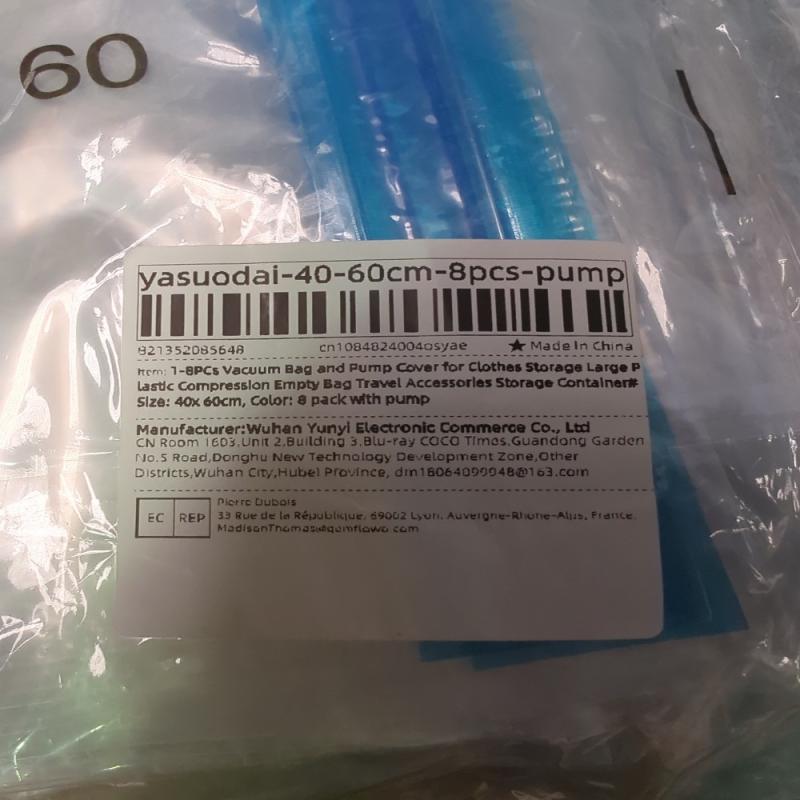 60
yasuodai-40-60cm-8pcs-pump
821352085648 cn1084824004osyae ★ Made In China
Item: 1-8PCs Vacuum Bag and Pump Cover for Clothes Storage Large P
lastic Compression Empty Bag Travel Accessories Storage Container#
Size: 40x 60cm, Color: 8 pack with pump
Manufacturer:Wuhan Yunyi Electronic Commerce Co., Ltd
CN Room 1603,Unit 2,Building 3,Blu-ray COCO Times,Guandong Garden
No.5 Road,Donghu New Technology Development Zone,Other
Districts,Wuhan City,Hubei Province, dm18064099948@163.com
EC REP
Pierre Dubois
33 Rue de la République, 69002 Lyon, Auvergne-Rhône-Alps, France,